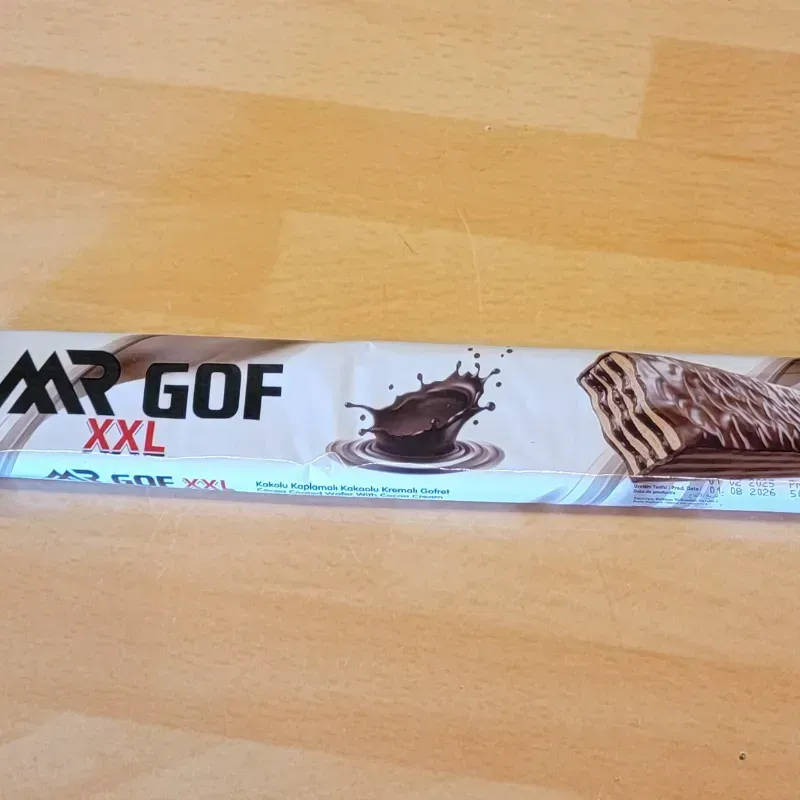 MR GOF
XXL
MR GOF XXL
Kakolu Kaplamalı Kakaolu Kremalı Gofret
Cocoa Coated Wafer With Cocoa Cream
01 02 2025
01. 08 2026